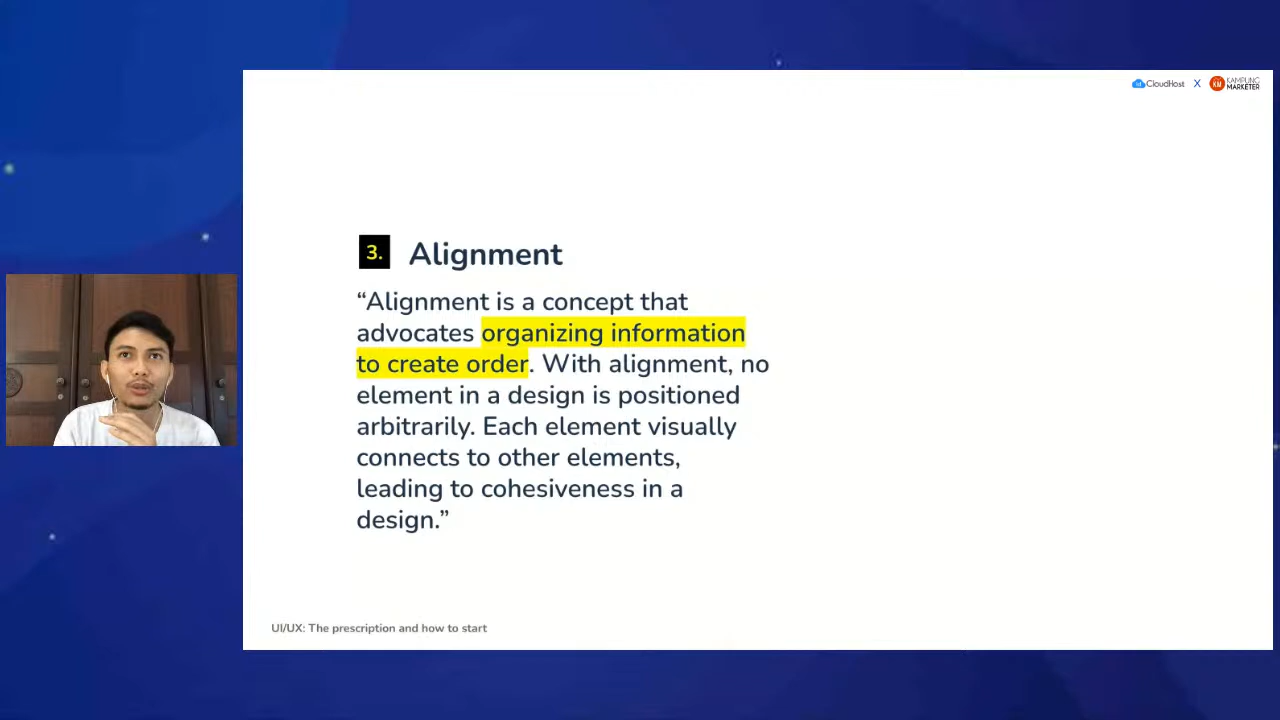 CloudHost X KM KAMPUNG MARKETER
3. Alignment
“Alignment is a concept that
advocates organizing information
to create order. With alignment, no
element in a design is positioned
arbitrarily. Each element visually
connects to other elements,
leading to cohesiveness in a
design.”
UI/UX: The prescription and how to start